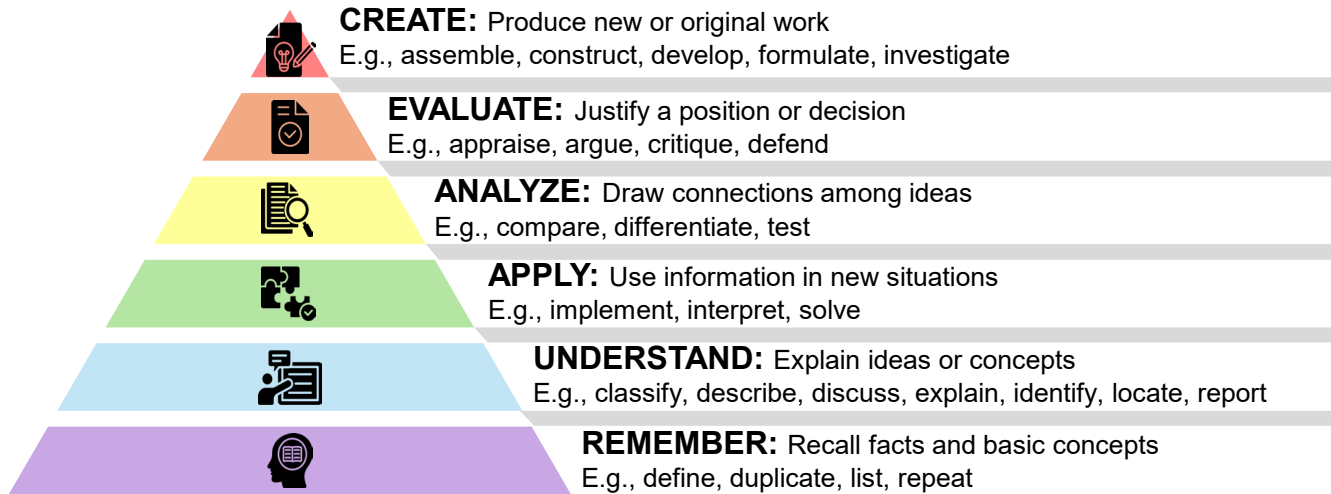 CREATE: Produce new or original work
E.g., assemble, construct, develop, formulate, investigate
EVALUATE: Justify a position or decision
E.g., appraise, argue, critique, defend
ANALYZE: Draw connections among ideas
E.g., compare, differentiate, test
APPLY: Use information in new situations
E.g., implement, interpret, solve
UNDERSTAND: Explain ideas or concepts
E.g., classify, describe, discuss, explain, identify, locate, report
REMEMBER: Recall facts and basic concepts
E.g., define, duplicate, list, repeat